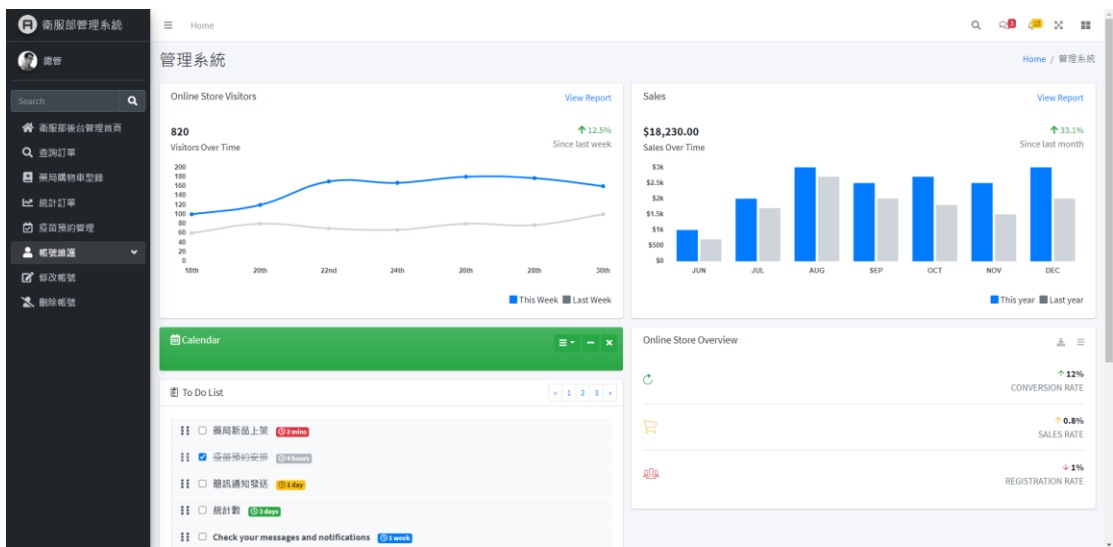 衛服部管理系統
Home
3
15
總管
管理系統
Home / 管理系統
Search
衛服部後台管理首頁
查詢訂單
藥局購物車型錄
統計訂單
疫苗預約管理
帳號維護
修改帳號
刪除帳號
Online Store Visitors
View Report
820
Visitors Over Time
12.5%
Since last week
200
180
160
140
120
100
80
60
40
20
0
18th 20th 22nd 24th 26th 28th 30th
This Week Last Week
Sales
View Report
$18,230.00
Sales Over Time
33.1%
Since last month
$3k
$2.5k
$2k
$1.5k
$1k
$500
$0
JUN JUL AUG SEP OCT NOV DEC
This year Last year
Calendar
To Do List
« 1 2 3 »
藥局新品上架 2 mins
疫苗預約安排 4 hours
簡訊通知發送 1 day
統計數 3 days
Check your messages and notifications 1 week
Online Store Overview
12%
CONVERSION RATE
0.8%
SALES RATE
1%
REGISTRATION RATE